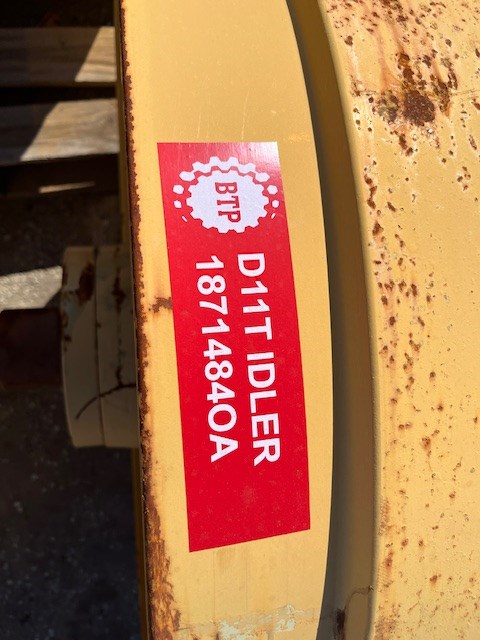 BTP
D11T IDLER
1871484OA